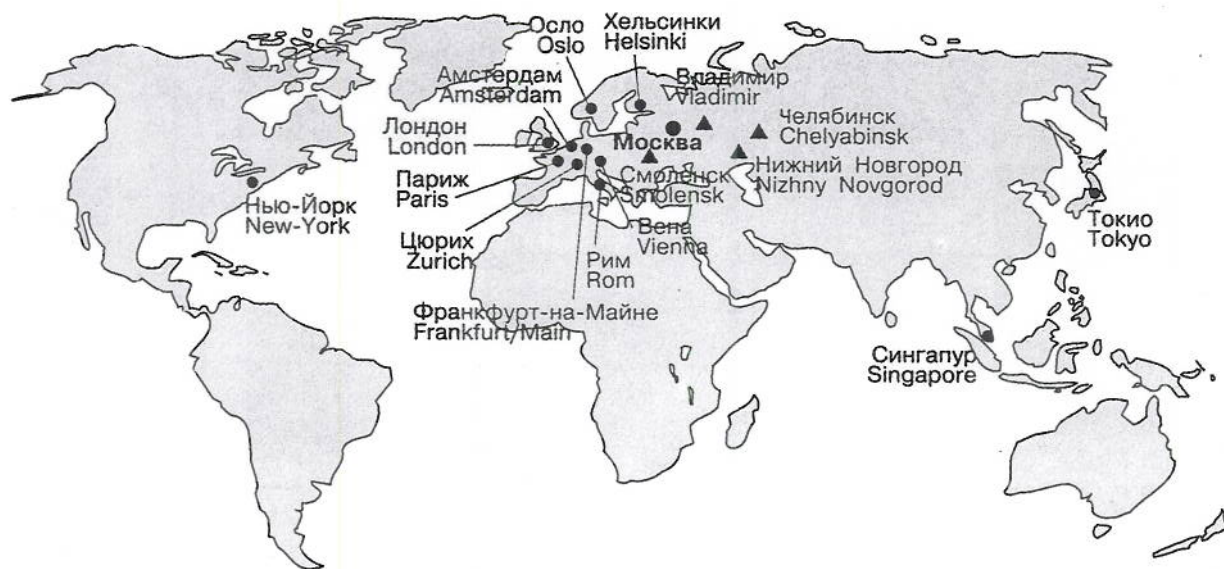 Осло
Oslo
Хельсинки
Helsinki
Амстердам
Amsterdam
Владимир
Vladimir
Лондон
London
Москва
Челябинск
Chelyabinsk
Париж
Paris
Смоленск
Smolensk
Нижний Новгород
Nizhny Novgorod
Нью-Йорк
New-York
Токио
Tokyo
Цюрих
Zurich
Вена
Vienna
Рим
Rom
Франкфурт-на-Майне
Frankfurt/Main
Сингапур
Singapore